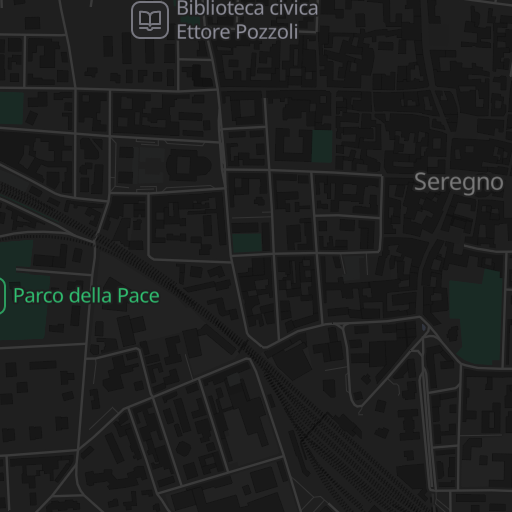 Biblioteca civica
Ettore Pozzoli
Seregno
Parco della Pace